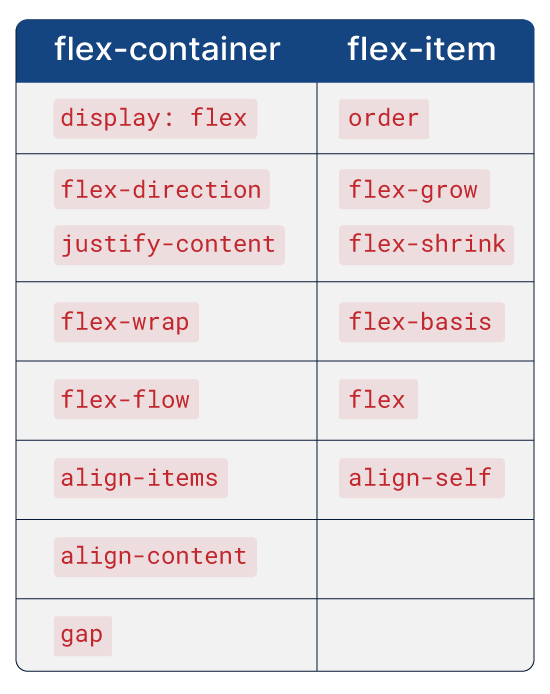 flex-container flex-item
display: flex order
flex-direction flex-grow
justify-content flex-shrink
flex-wrap flex-basis
flex-flow flex
align-items align-self
align-content
gap